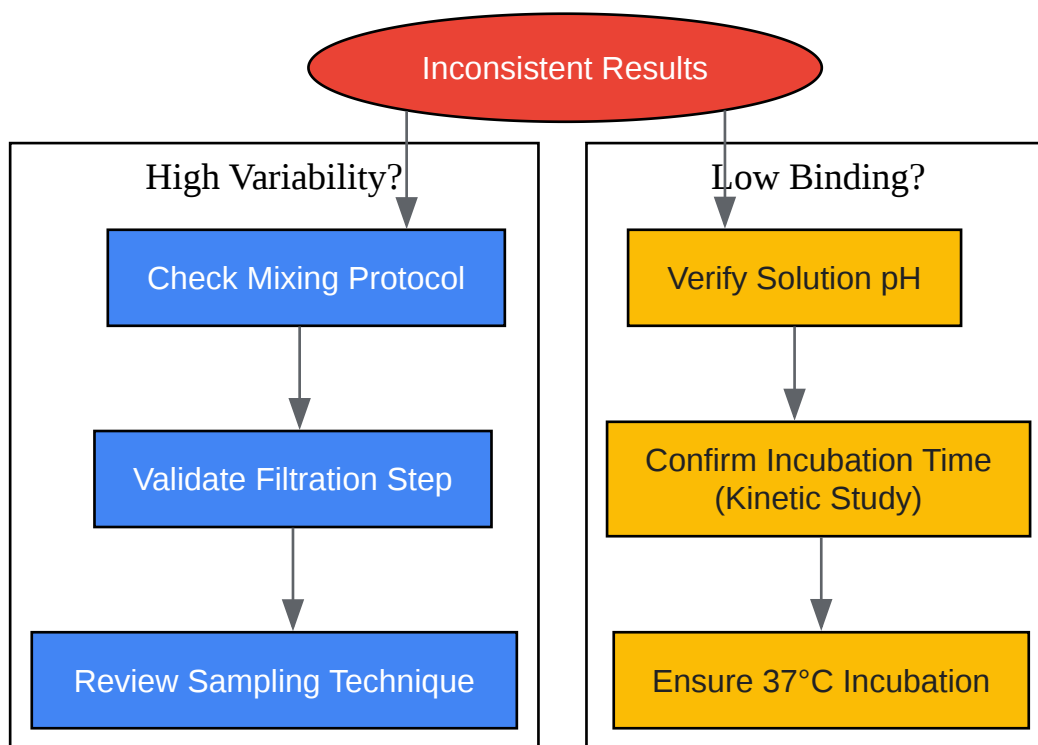 Inconsistent Results
High Variability?
Check Mixing Protocol
Validate Filtration Step
Review Sampling Technique
Low Binding?
Verify Solution pH
Confirm Incubation Time
(Kinetic Study)
Ensure 37°C Incubation